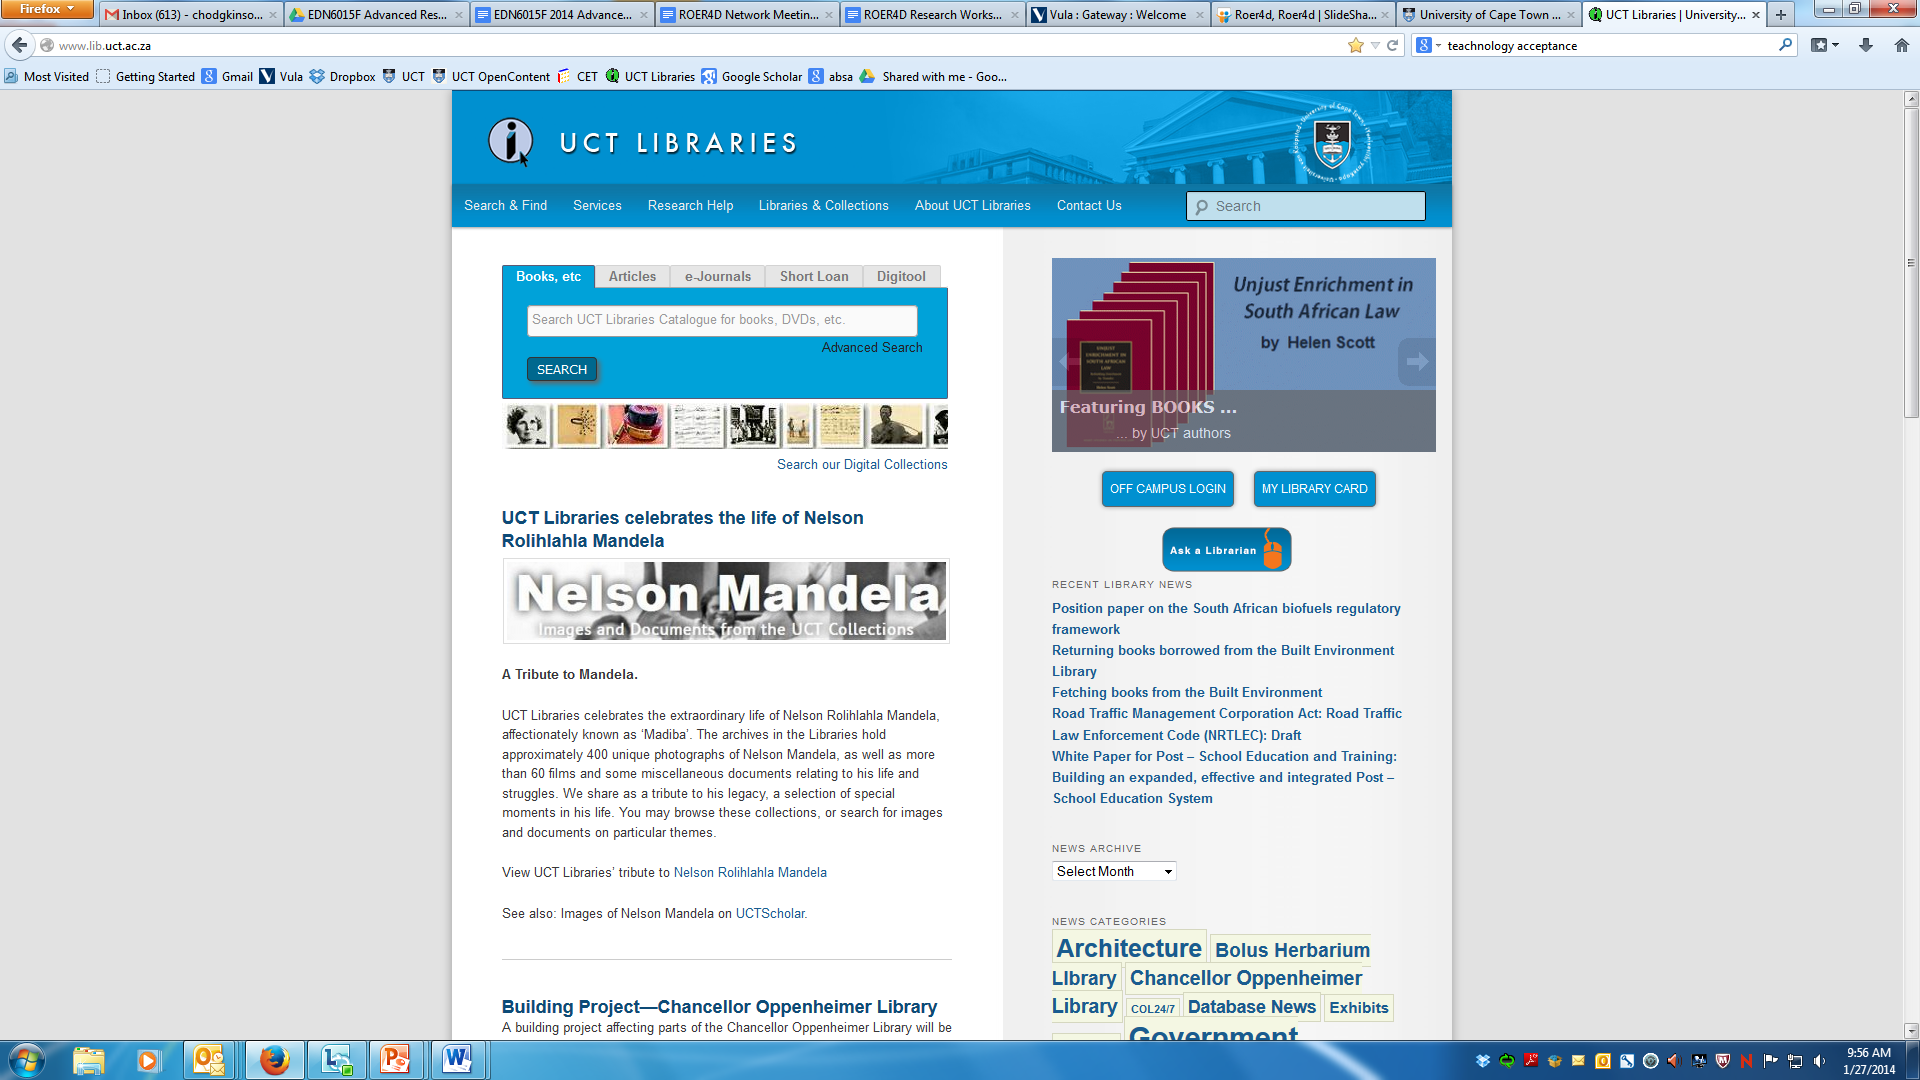 Firefox
Inbox (613) - chodgkinso...
EDN6015F Advanced Res...
EDN6015F 2014 Advance...
ROER4D Network Meetin...
ROER4D Research Works...
Vula : Gateway : Welcome
Roer4d, Roer4d | SlideSha...
University of Cape Town ...
UCT Libraries | University...
www.lib.uct.ac.za
teachnology acceptance
Most Visited
Getting Started
Gmail
Vula
Dropbox
UCT
UCT OpenContent
CET
UCT Libraries
Google Scholar
absa
Shared with me - Goo...
UCT LIBRARIES
Search & Find
Services
Research Help
Libraries & Collections
About UCT Libraries
Contact Us
Search
Books, etc
Articles
e-Journals
Short Loan
Digitool
Search UCT Libraries Catalogue for books, DVDs, etc.
Advanced Search
SEARCH
Search our Digital Collections
UCT Libraries celebrates the life of Nelson
Rolihlahla Mandela
Nelson Mandela
Images and Documents from the UCT Collections
A Tribute to Mandela.
UCT Libraries celebrates the extraordinary life of Nelson Rolihlahla Mandela,
affectionately known as ‘Madiba’. The archives in the Libraries hold
approximately 400 unique photographs of Nelson Mandela, as well as more
than 60 films and some miscellaneous documents relating to his life and
struggles. We share as a tribute to his legacy, a selection of special
moments in his life. You may browse these collections, or search for images
and documents on particular themes.
View UCT Libraries’ tribute to Nelson Rolihlahla Mandela
See also: Images of Nelson Mandela on UCTScholar.
Building Project—Chancellor Oppenheimer Library
A building project affecting parts of the Chancellor Oppenheimer Library will be
Unjust Enrichment in
South African Law
by Helen Scott
UNJUST
ENRICHMENT IN
SOUTH AFRICAN
LAW
Featuring BOOKS ...
... by UCT authors
OFF CAMPUS LOGIN
MY LIBRARY CARD
Ask a Librarian
RECENT LIBRARY NEWS
Position paper on the South African biofuels regulatory
framework
Returning books borrowed from the Built Environment
Library
Fetching books from the Built Environment
Road Traffic Management Corporation Act: Road Traffic
Law Enforcement Code (NRTLEC): Draft
White Paper for Post – School Education and Training:
Building an expanded, effective and integrated Post –
School Education System
NEWS ARCHIVE
Select Month
NEWS CATEGORIES
Architecture Bolus Herbarium
LIbrary Chancellor Oppenheimer
Library COL24/7 Database News Exhibits
Government
9:56 AM
1/27/2014